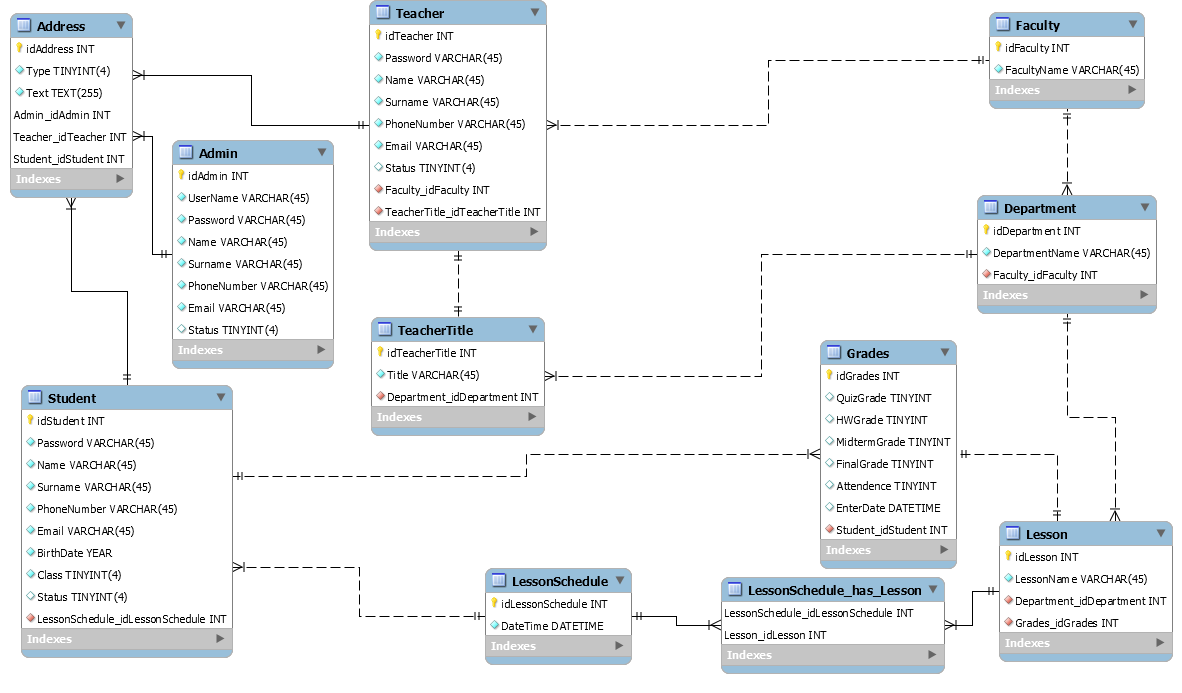 Address
idAddress INT
Type TINYINT(4)
Text TEXT(255)
Admin_idAdmin INT
Teacher_idTeacher INT
Student_idStudent INT
Indexes
Admin
idAdmin INT
UserName VARCHAR(45)
Password VARCHAR(45)
Name VARCHAR(45)
Surname VARCHAR(45)
PhoneNumber VARCHAR(45)
Email VARCHAR(45)
Status TINYINT(4)
Indexes
Teacher
idTeacher INT
Password VARCHAR(45)
Name VARCHAR(45)
Surname VARCHAR(45)
PhoneNumber VARCHAR(45)
Email VARCHAR(45)
Status TINYINT(4)
Faculty_idFaculty INT
TeacherTitle_idTeacherTitle INT
Indexes
Faculty
idFaculty INT
FacultyName VARCHAR(45)
Indexes
Department
idDepartment INT
DepartmentName VARCHAR(45)
Faculty_idFaculty INT
Indexes
TeacherTitle
idTeacherTitle INT
Title VARCHAR(45)
Department_idDepartment INT
Indexes
Grades
idGrades INT
QuizGrade TINYINT
HWGrade TINYINT
MidtermGrade TINYINT
FinalGrade TINYINT
Attendence TINYINT
EnterDate DATETIME
Student_idStudent INT
Indexes
Student
idStudent INT
Password VARCHAR(45)
Name VARCHAR(45)
Surname VARCHAR(45)
PhoneNumber VARCHAR(45)
Email VARCHAR(45)
BirthDate YEAR
Class TINYINT(4)
Status TINYINT(4)
LessonSchedule_idLessonSchedule INT
Indexes
LessonSchedule
idLessonSchedule INT
DateTime DATETIME
Indexes
LessonSchedule_has_Lesson
LessonSchedule_idLessonSchedule INT
Lesson_idLesson INT
Indexes
Lesson
idLesson INT
LessonName VARCHAR(45)
Department_idDepartment INT
Grades_idGrades INT
Indexes